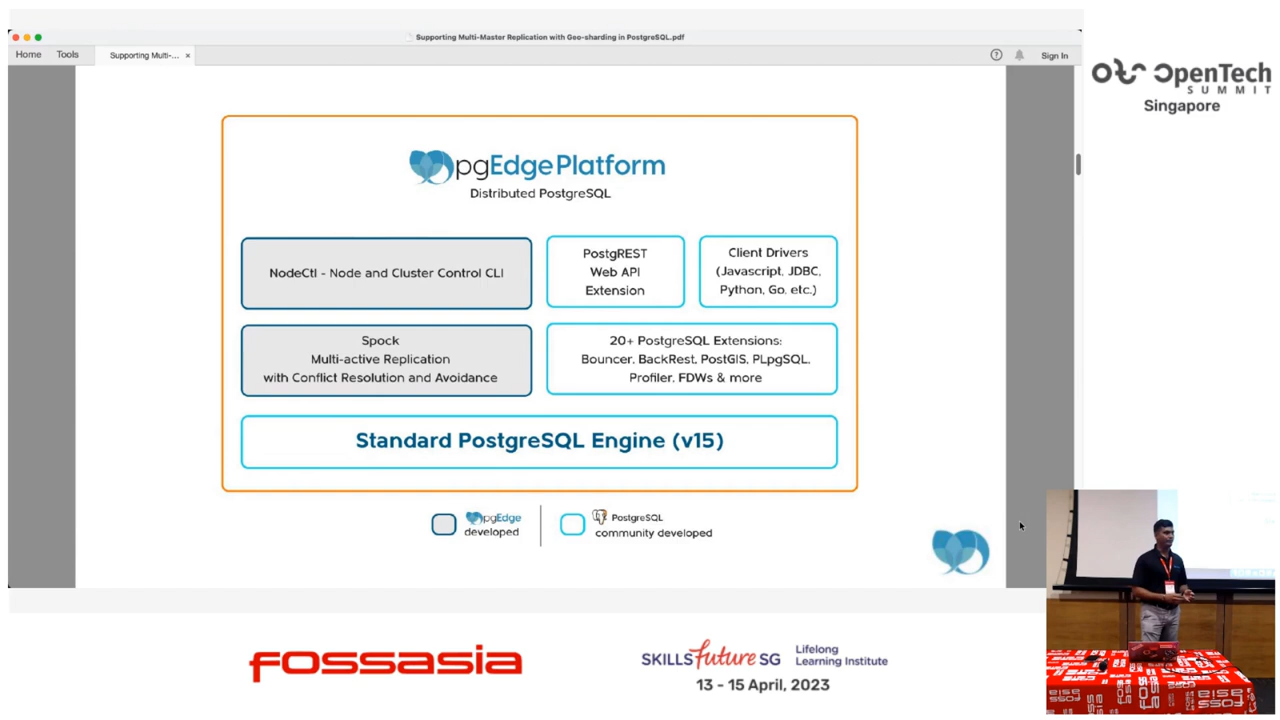 Supporting Multi-Master Replication with Geo-sharding in PostgreSQL.pdf
Home Tools Supporting Multi-... × ? Sign In
OpenTech
SUMMIT
Singapore
pgEdge Platform
Distributed PostgreSQL
NodeCtl - Node and Cluster Control CLI
PostgREST
Web API
Extension
Client Drivers
(Javascript, JDBC,
Python, Go, etc.)
Spock
Multi-active Replication
with Conflict Resolution and Avoidance
20+ PostgreSQL Extensions:
Bouncer, BackRest, PostGIS, PLpgSQL,
Profiler, FDWs & more
Standard PostgreSQL Engine (v15)
pgEdge
developed
PostgreSQL
community developed
fossasia
SKILLSfuture SG
Lifelong
Learning Institute
13 - 15 April, 2023